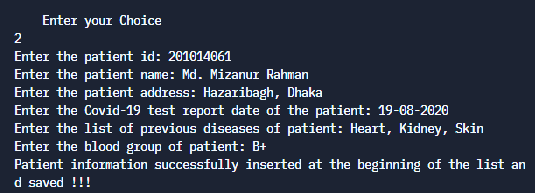 Enter your Choice
2
Enter the patient id: 201014061
Enter the patient name: Md. Mizanur Rahman
Enter the patient address: Hazaribagh, Dhaka
Enter the Covid-19 test report date of the patient: 19-08-2020
Enter the list of previous diseases of patient: Heart, Kidney, Skin
Enter the blood group of patient: B+
Patient information successfully inserted at the beginning of the list an
d saved !!!